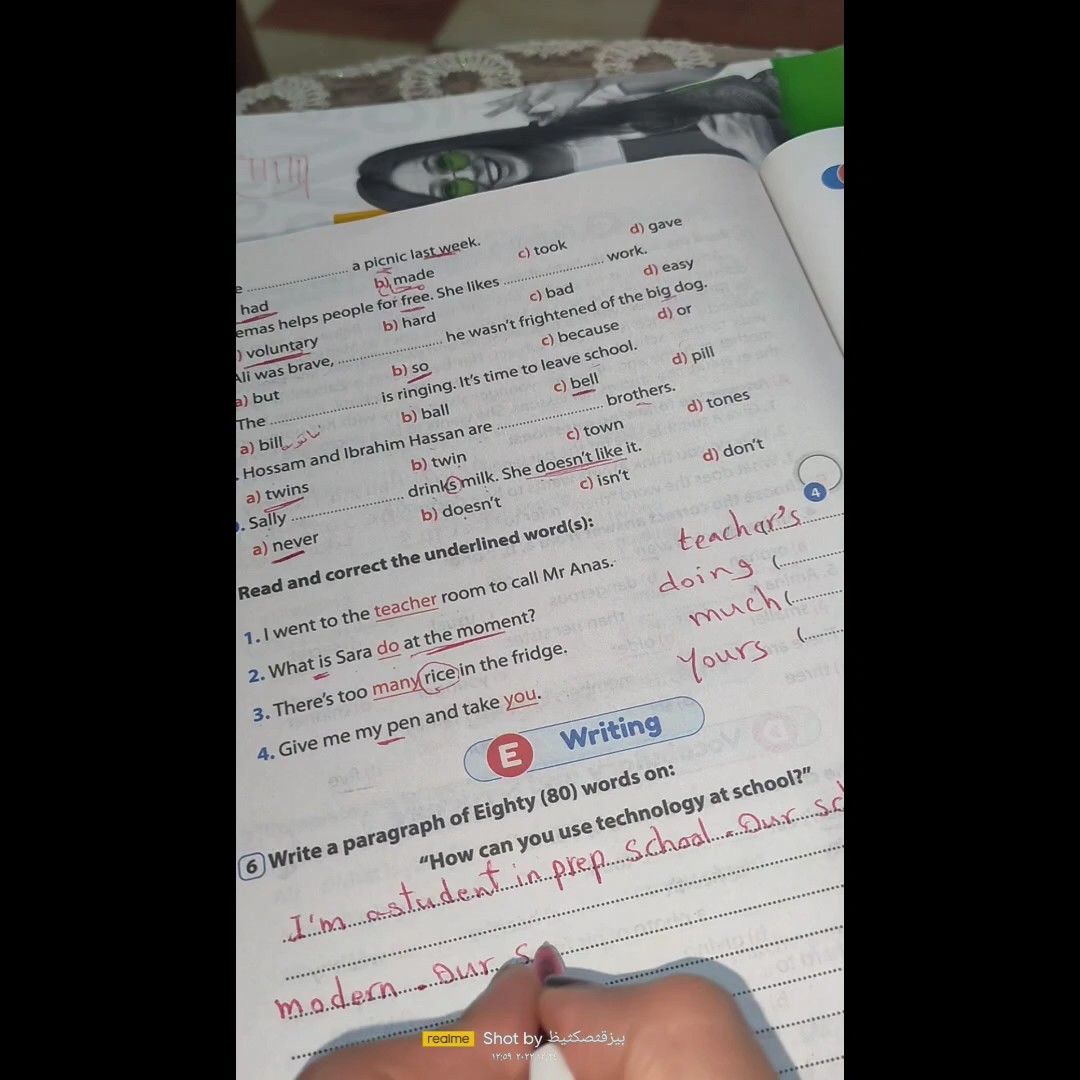 a picnic last week.
had b) made c) took d) gave
emas helps people for free. She likes work.
) voluntary b) hard c) bad d) easy
Ali was brave, he wasn't frightened of the big dog.
a) but b) so c) because d) or
The is ringing. It's time to leave school.
a) bill b) ball c) bell d) pill
Hossam and Ibrahim Hassan are brothers.
a) twins b) twin c) town d) tones
. Sally drinks milk. She doesn't like it.
a) never b) doesn't c) isn't d) don't
4
Read and correct the underlined word(s):
1. I went to the teacher room to call Mr Anas. teacher's (
2. What is Sara do at the moment? doing (
3. There's too many rice in the fridge. much (
4. Give me my pen and take you. yours (
E Writing
6 Write a paragraph of Eighty (80) words on:
"How can you use technology at school?"
I'm a student in prep school. Our sc
modern. Our s
realme Shot by بيزقثصكثيظ